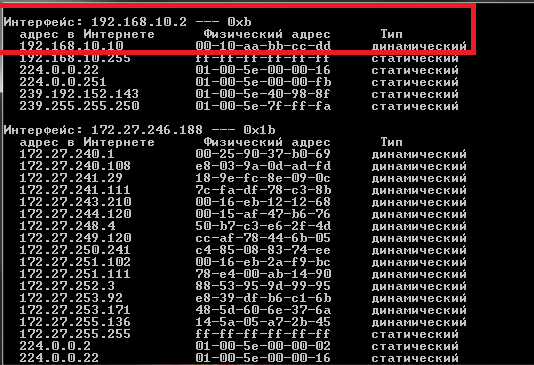 Интерфейс: 192.168.10.2 --- 0xb
адрес в Интернете Физический адрес Тип
192.168.10.10 00-10-aa-bb-cc-dd динамический
192.168.10.255 ff-ff-ff-ff-ff-ff статический
224.0.0.22 01-00-5e-00-00-16 статический
224.0.0.251 01-00-5e-00-00-fb статический
239.192.152.143 01-00-5e-40-98-8f статический
239.255.255.250 01-00-5e-7f-ff-fa статический
Интерфейс: 172.27.246.188 --- 0x1b
адрес в Интернете Физический адрес Тип
172.27.240.1 00-25-90-37-b0-69 динамический
172.27.240.108 e8-03-9a-0d-ad-fd динамический
172.27.241.29 18-9e-fc-8e-09-0c динамический
172.27.241.111 7c-fa-df-78-c3-8b динамический
172.27.243.210 00-16-eb-12-12-68 динамический
172.27.244.120 00-15-af-47-b6-76 динамический
172.27.248.4 50-b7-c3-e6-2f-4d динамический
172.27.249.120 cc-af-78-44-6b-05 динамический
172.27.250.241 c4-85-08-83-74-ee динамический
172.27.251.102 00-16-eb-2a-f9-bc динамический
172.27.251.111 78-e4-00-ab-14-90 динамический
172.27.252.3 88-53-95-9d-99-95 динамический
172.27.253.92 e8-39-df-b6-c1-6b динамический
172.27.253.171 48-5d-60-6e-37-6a динамический
172.27.255.136 14-5a-05-a7-2b-45 динамический
172.27.255.255 ff-ff-ff-ff-ff-ff статический
224.0.0.2 01-00-5e-00-00-02 статический
224.0.0.22 01-00-5e-00-00-16 статический